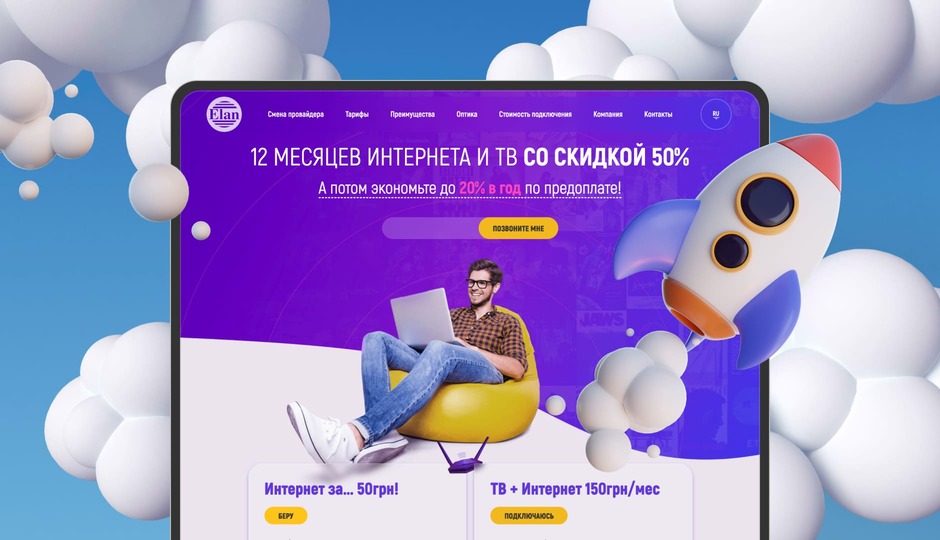 Elan
Смена провайдера Тарифы Преимущества Оптика Стоимость подключения Компания Контакты RU
12 МЕСЯЦЕВ ИНТЕРНЕТА И ТВ СО СКИДКОЙ 50%
А потом экономьте до 20% в год по предоплате!
ПОЗВОНИТЕ МНЕ
JAWS
Интернет за... 50грн!
ТВ + Интернет 150грн/мес
БЕРУ
ПОДКЛЮЧАЮСЬ